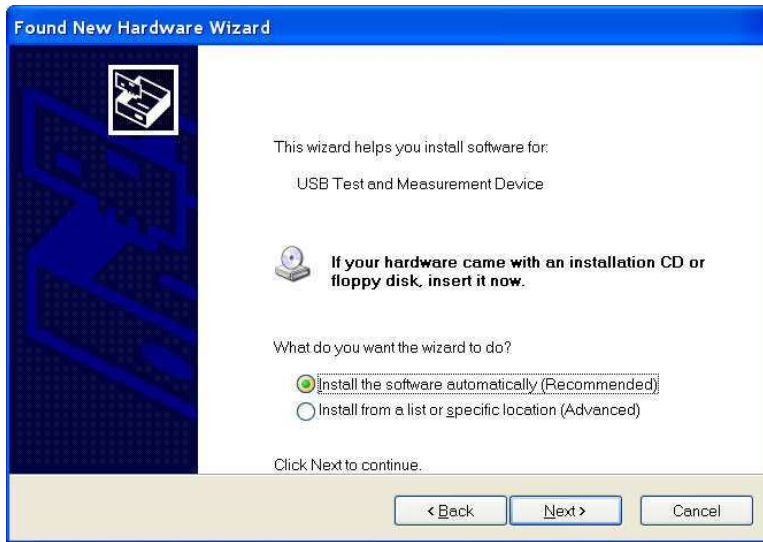 Found New Hardware Wizard
This wizard helps you install software for:
USB Test and Measurement Device
If your hardware came with an installation CD or
floppy disk, insert it now.
What do you want the wizard to do?
Install the software automatically (Recommended)
Install from a list or specific location (Advanced)
Click Next to continue.
< Back
Next >
Cancel